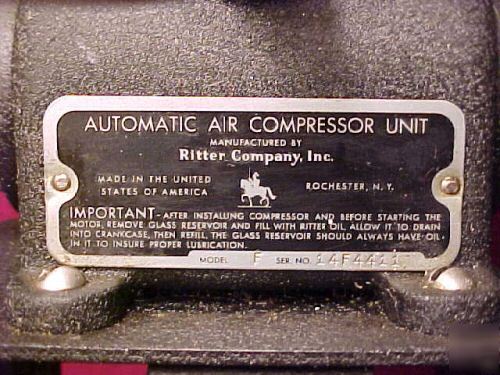 AUTOMATIC AIR COMPRESSOR UNIT
MANUFACTURED BY
Ritter Company, Inc.
MADE IN THE UNITED STATES OF AMERICA
ROCHESTER, N. Y.
IMPORTANT - AFTER INSTALLING COMPRESSOR AND BEFORE STARTING THE
MOTOR, REMOVE GLASS RESERVOIR AND FILL WITH RITTER OIL. ALLOW IT TO DRAIN
INTO CRANKCASE, THEN REFILL. THE GLASS RESERVOIR SHOULD ALWAYS HAVE OIL
IN IT TO INSURE PROPER LUBRICATION.
MODEL F SER. NO. 14F4411